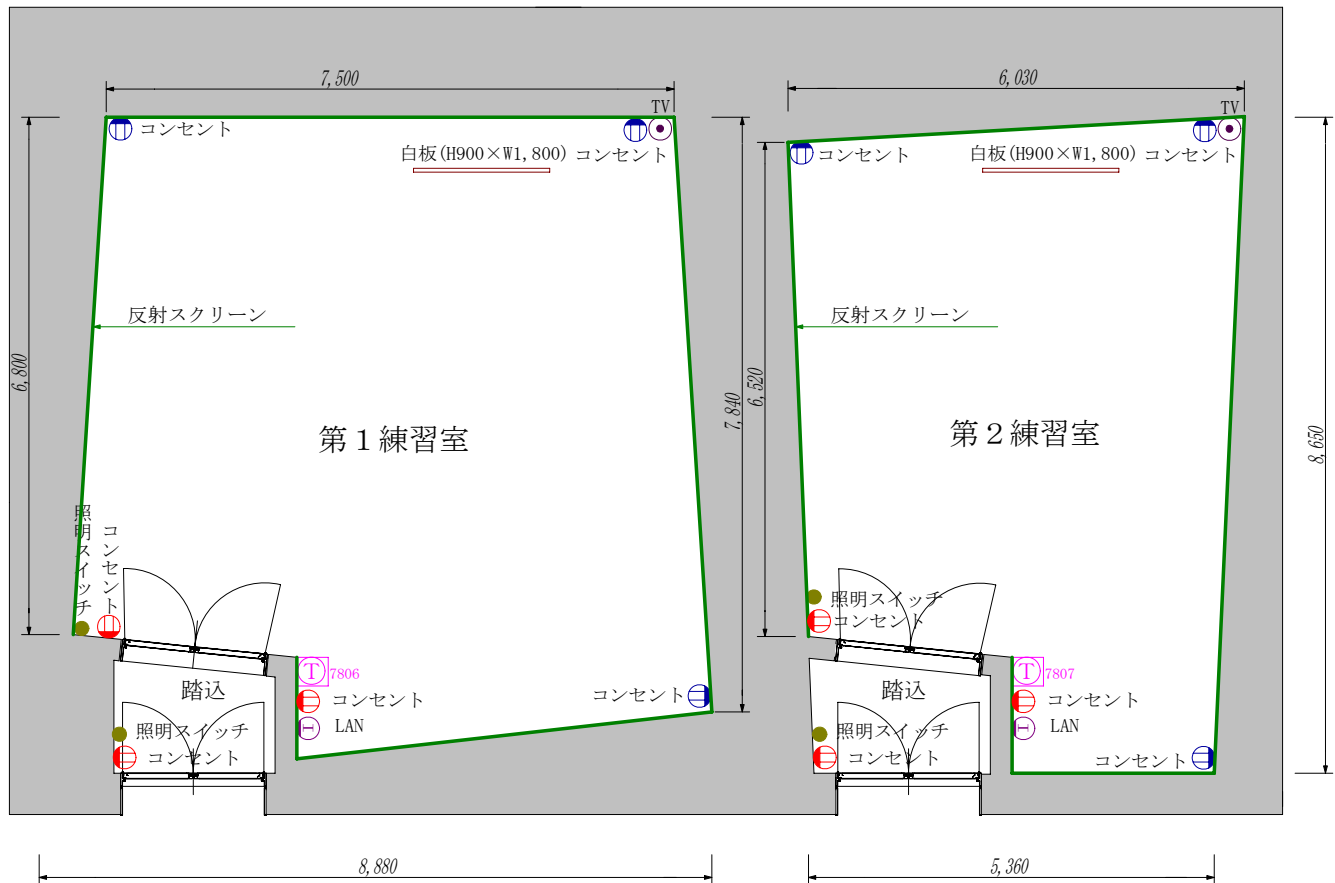 7,500
6,030
TV
TV
コンセント
白板(H900×W1,800) コンセント
コンセント
白板(H900×W1,800) コンセント
反射スクリーン
反射スクリーン
6,800
7,840
6,520
8,650
第１練習室
第２練習室
照明スイッチ
コンセント
照明スイッチ
コンセント
T 7806
踏込
コンセント
コンセント
LAN
照明スイッチ
コンセント
T 7807
踏込
コンセント
LAN
照明スイッチ
コンセント
コンセント
8,880
5,360